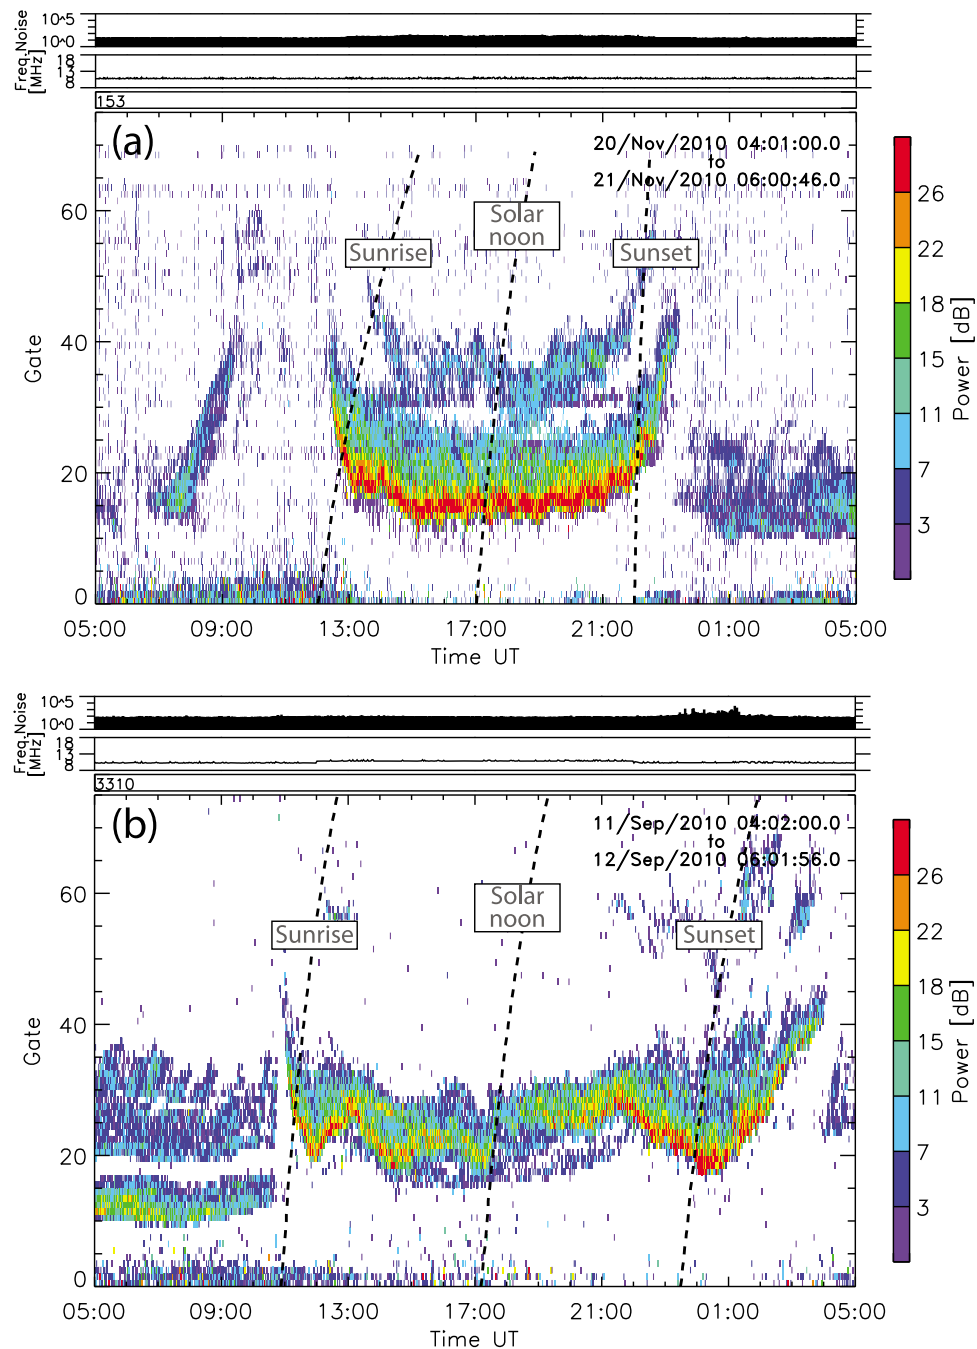 10^5
10^0
Noise
18
13
8
Freq.
[MHz]
153
(a)
20/Nov/2010 04:01:00.0
to
21/Nov/2010 06:00:46.0
Sunrise
Solar
noon
Sunset
60
40
20
0
Gate
05:00 09:00 13:00 17:00 21:00 01:00 05:00
Time UT
26
22
18
15
11
7
3
Power [dB]
10^5
10^0
Noise
18
13
8
Freq.
[MHz]
3310
(b)
11/Sep/2010 04:02:00.0
to
12/Sep/2010 06:01:56.0
Sunrise
Solar
noon
Sunset
60
40
20
0
Gate
05:00 09:00 13:00 17:00 21:00 01:00 05:00
Time UT
26
22
18
15
11
7
3
Power [dB]